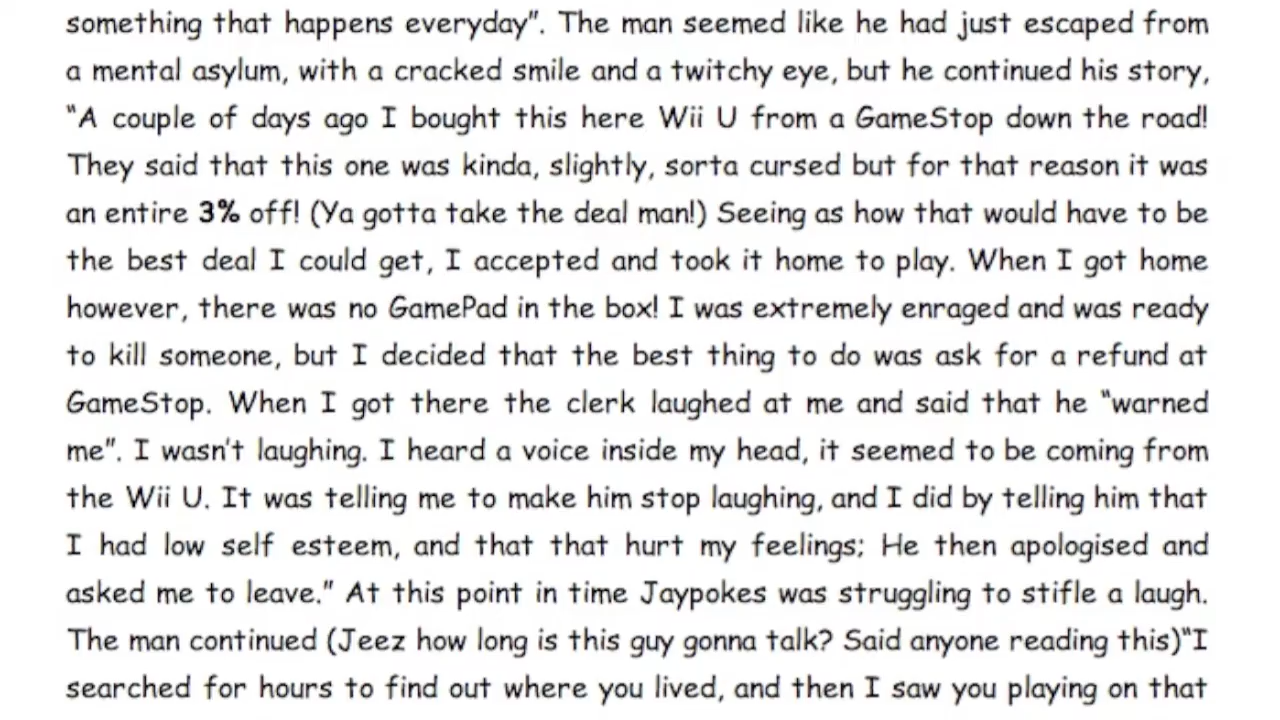 something that happens everyday”. The man seemed like he had just escaped from
a mental asylum, with a cracked smile and a twitchy eye, but he continued his story,
“A couple of days ago I bought this here Wii U from a GameStop down the road!
They said that this one was kinda, slightly, sorta cursed but for that reason it was
an entire 3% off! (Ya gotta take the deal man!) Seeing as how that would have to be
the best deal I could get, I accepted and took it home to play. When I got home
however, there was no GamePad in the box! I was extremely enraged and was ready
to kill someone, but I decided that the best thing to do was ask for a refund at
GameStop. When I got there the clerk laughed at me and said that he “warned
me”. I wasn’t laughing. I heard a voice inside my head, it seemed to be coming from
the Wii U. It was telling me to make him stop laughing, and I did by telling him that
I had low self esteem, and that that hurt my feelings; He then apologised and
asked me to leave.” At this point in time Jaypokes was struggling to stifle a laugh.
The man continued (Jeez how long is this guy gonna talk? Said anyone reading this)“I
searched for hours to find out where you lived, and then I saw you playing on that